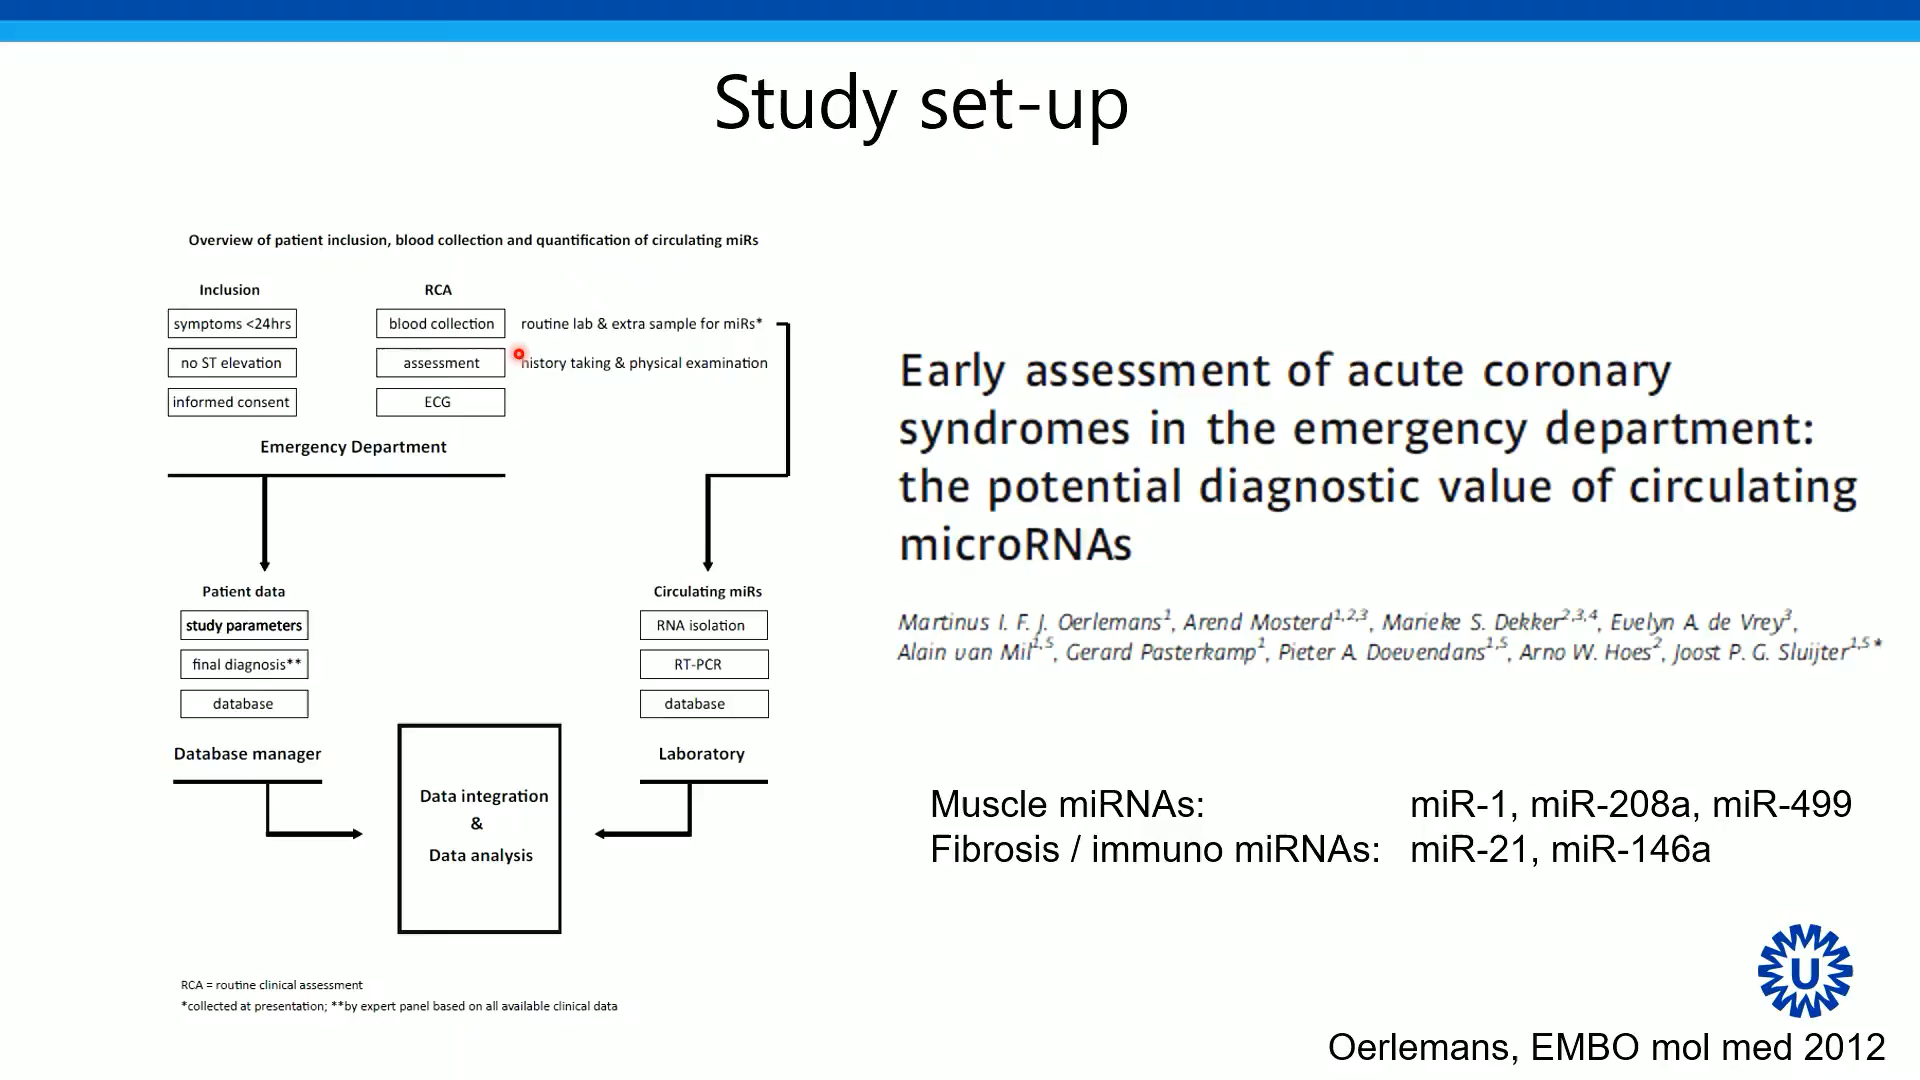 Study set-up
Overview of patient inclusion, blood collection and quantification of circulating miRs
Inclusion
symptoms <24hrs
no ST elevation
informed consent
RCA
blood collection
routine lab & extra sample for miRs*
assessment
history taking & physical examination
ECG
Emergency Department
Patient data
study parameters
final diagnosis**
database
Database manager
Circulating miRs
RNA isolation
RT-PCR
database
Laboratory
Data integration
&
Data analysis
RCA = routine clinical assessment
*collected at presentation; **by expert panel based on all available clinical data
Early assessment of acute coronary
syndromes in the emergency department:
the potential diagnostic value of circulating
microRNAs
Martinus I. F. J. Oerlemans1, Arend Mosterd1,2,3, Marieke S. Dekker2,3,4, Evelyn A. de Vrey3,
Alain van Mil1,5, Gerard Pasterkamp1, Pieter A. Doevendans1,5, Arno W. Hoes2, Joost P. G. Sluijter1,5*
Muscle miRNAs: miR-1, miR-208a, miR-499
Fibrosis / immuno miRNAs: miR-21, miR-146a
U
Oerlemans, EMBO mol med 2012